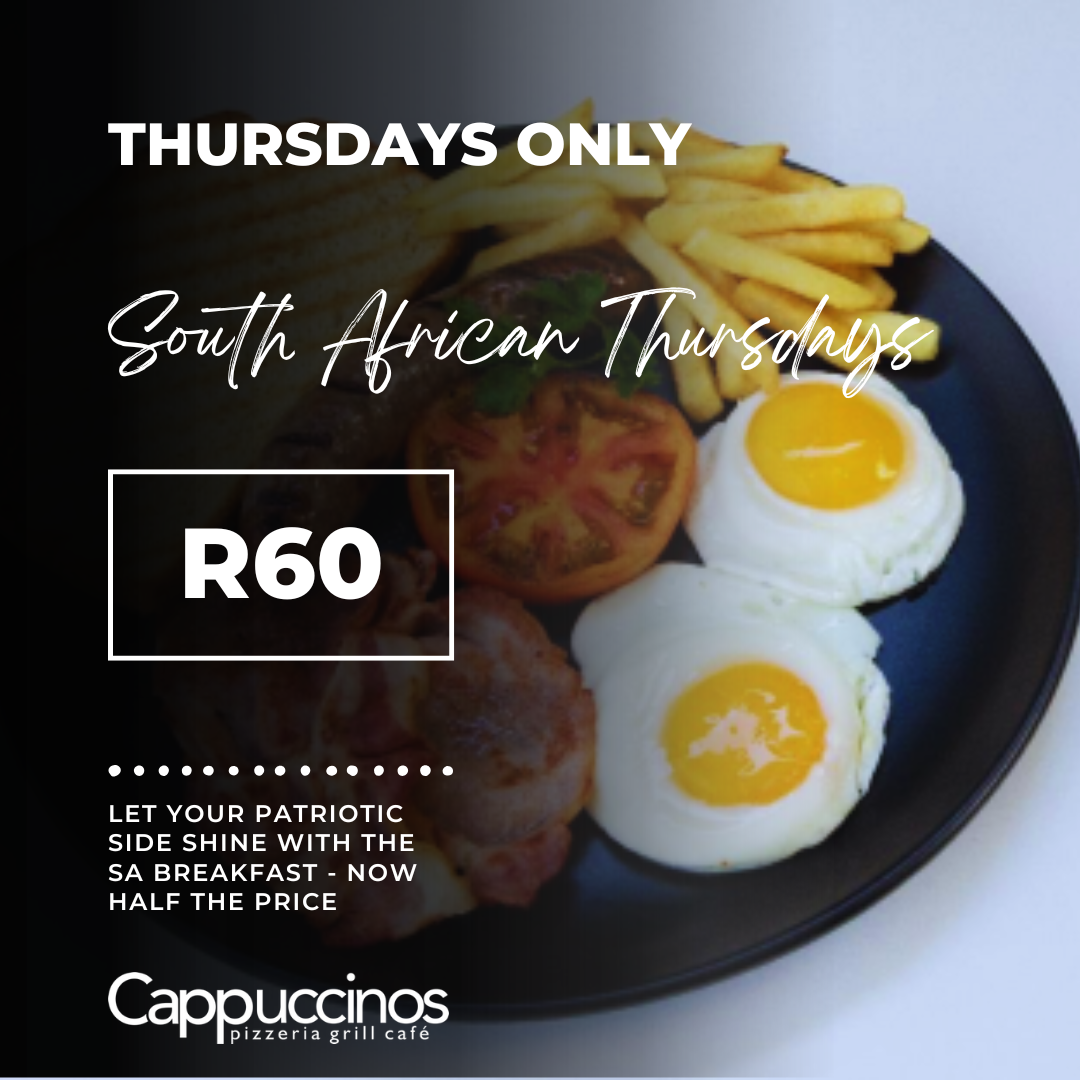 THURSDAYS ONLY
South African Thursdays
R60
LET YOUR PATRIOTIC
SIDE SHINE WITH THE
SA BREAKFAST - NOW
HALF THE PRICE
Cappuccinos
pizzeria grill café